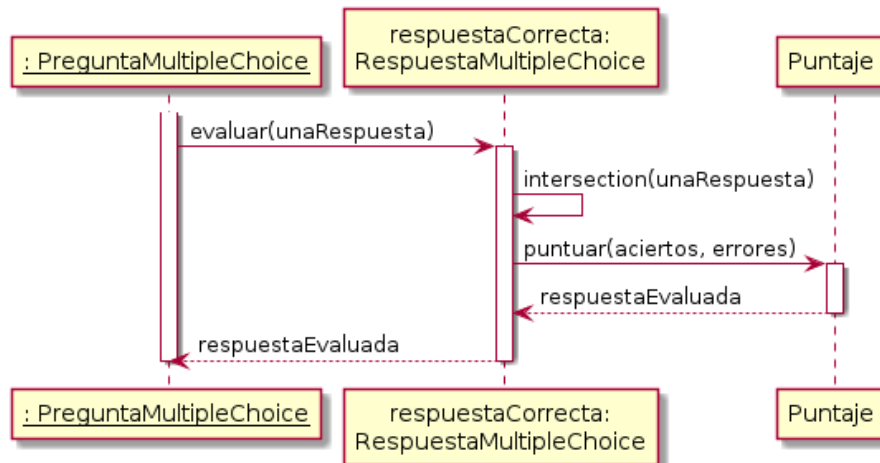 respuestaCorrecta:
: PreguntaMultipleChoice
RespuestaMultipleChoice
Puntaje
evaluar(unaRespuesta)
intersection(unaRespuesta)
puntuar(aciertos, errores)
respuestaEvaluada
respuestaEvaluada
: PreguntaMultipleChoice
respuestaCorrecta:
RespuestaMultipleChoice
Puntaje